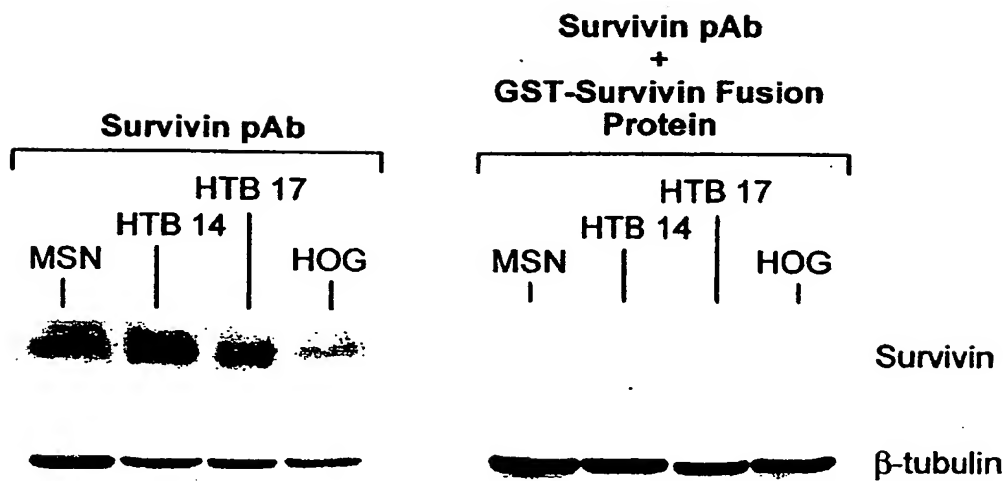 Survivin pAb
HTB 17
HTB 14
MSN
HOG
Survivin pAb
+
GST-Survivin Fusion
Protein
HTB 17
HTB 14
MSN
HOG
Survivin
β-tubulin